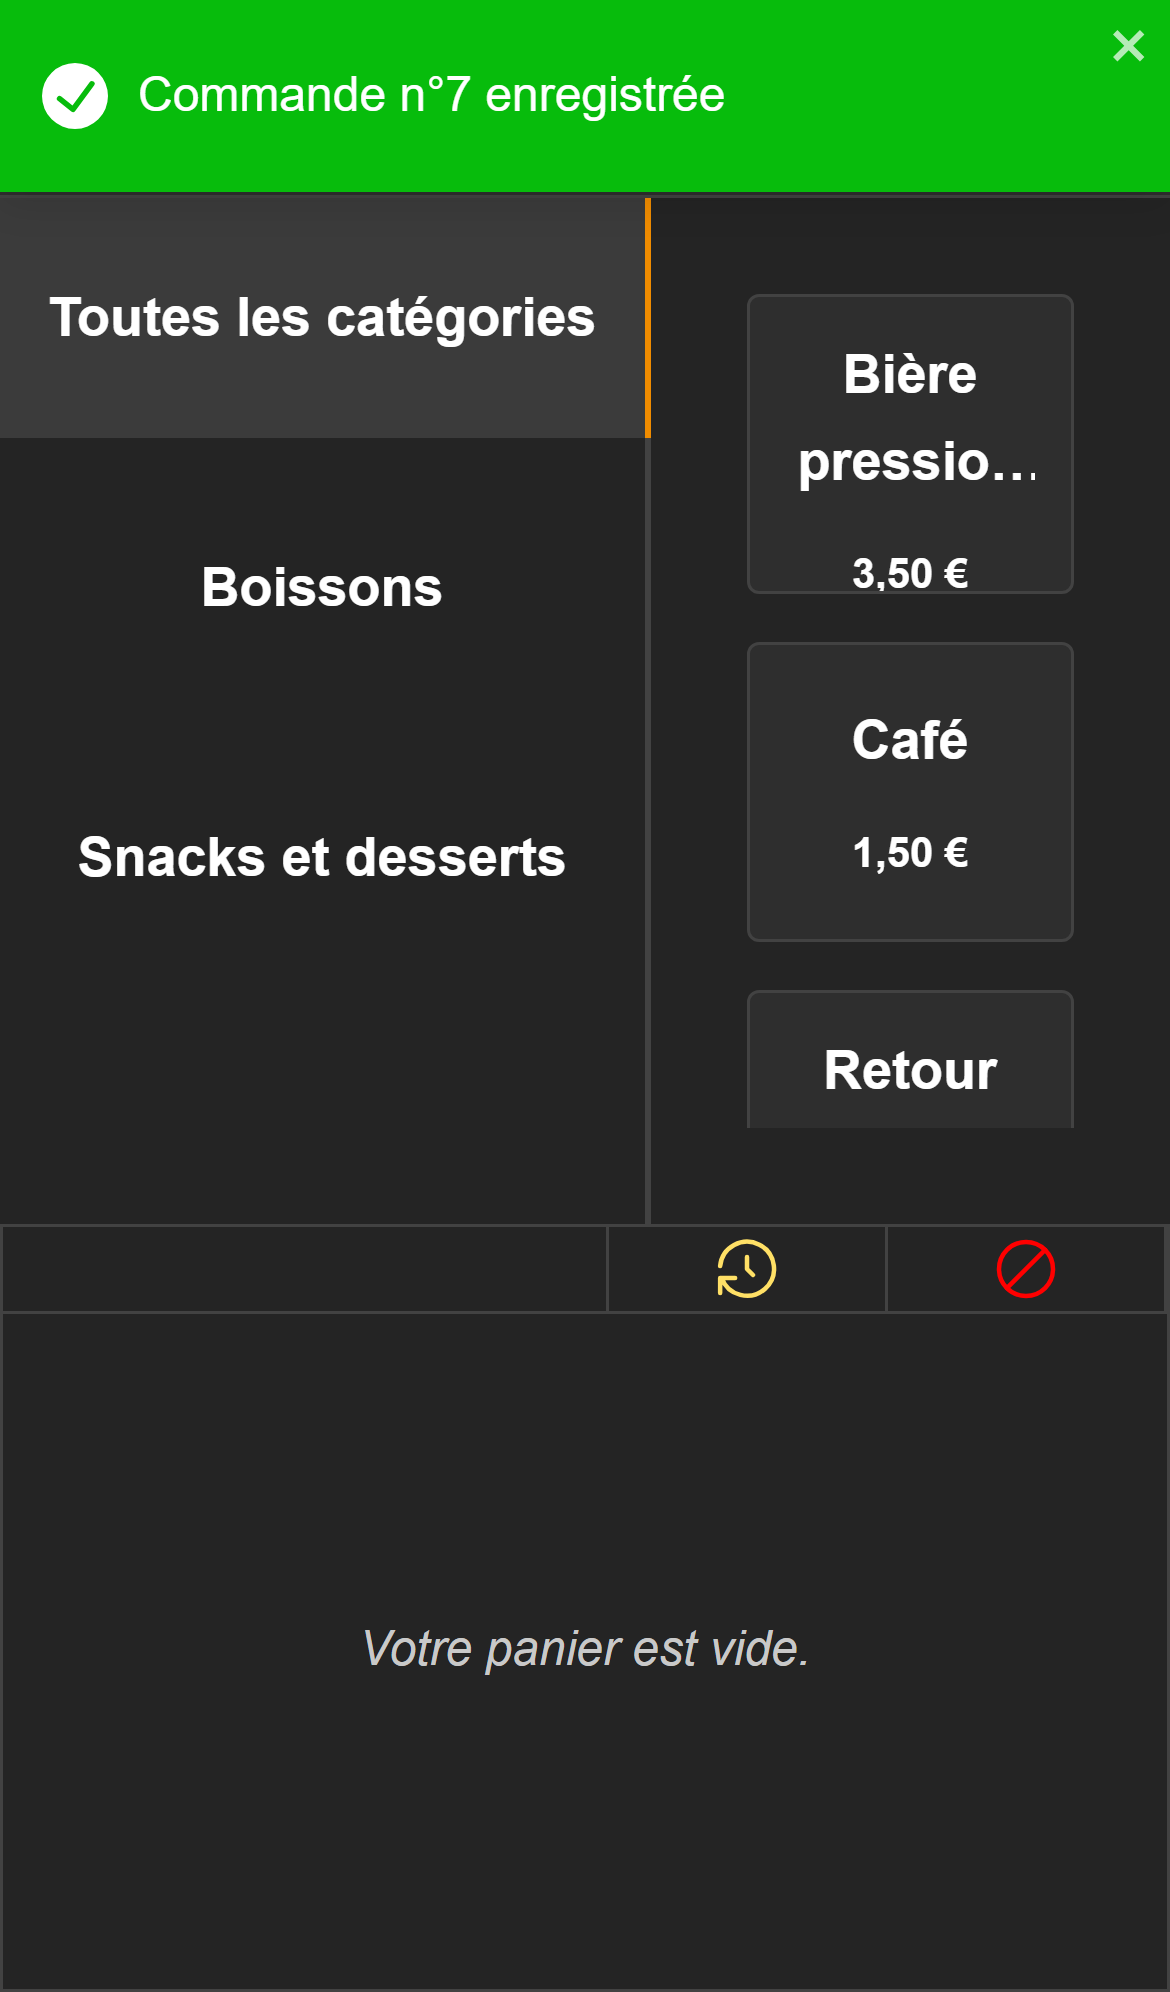 Commande n°7 enregistrée
Toutes les catégories
Boissons
Snacks et desserts
Bière
pressio…
3,50 €
Café
1,50 €
Retour
Votre panier est vide.